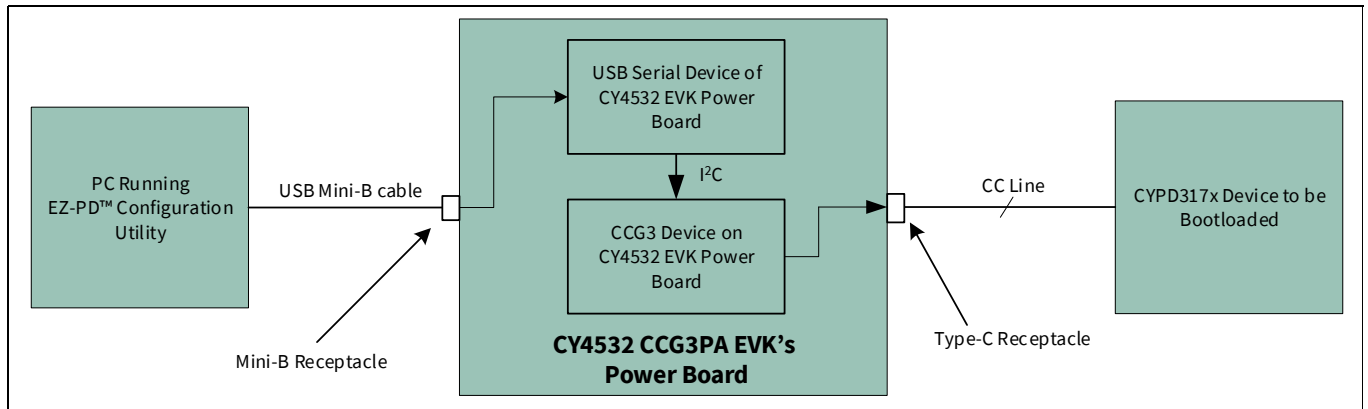 PC Running
EZ-PD™ Configuration
Utility
USB Mini-B cable
Mini-B Receptacle
USB Serial Device of
CY4532 EVK Power
Board
I²C
CCG3 Device on
CY4532 EVK Power
Board
CY4532 CCG3PA EVK’s
Power Board
CC Line
Type-C Receptacle
CYPD317x Device to be
Bootloaded